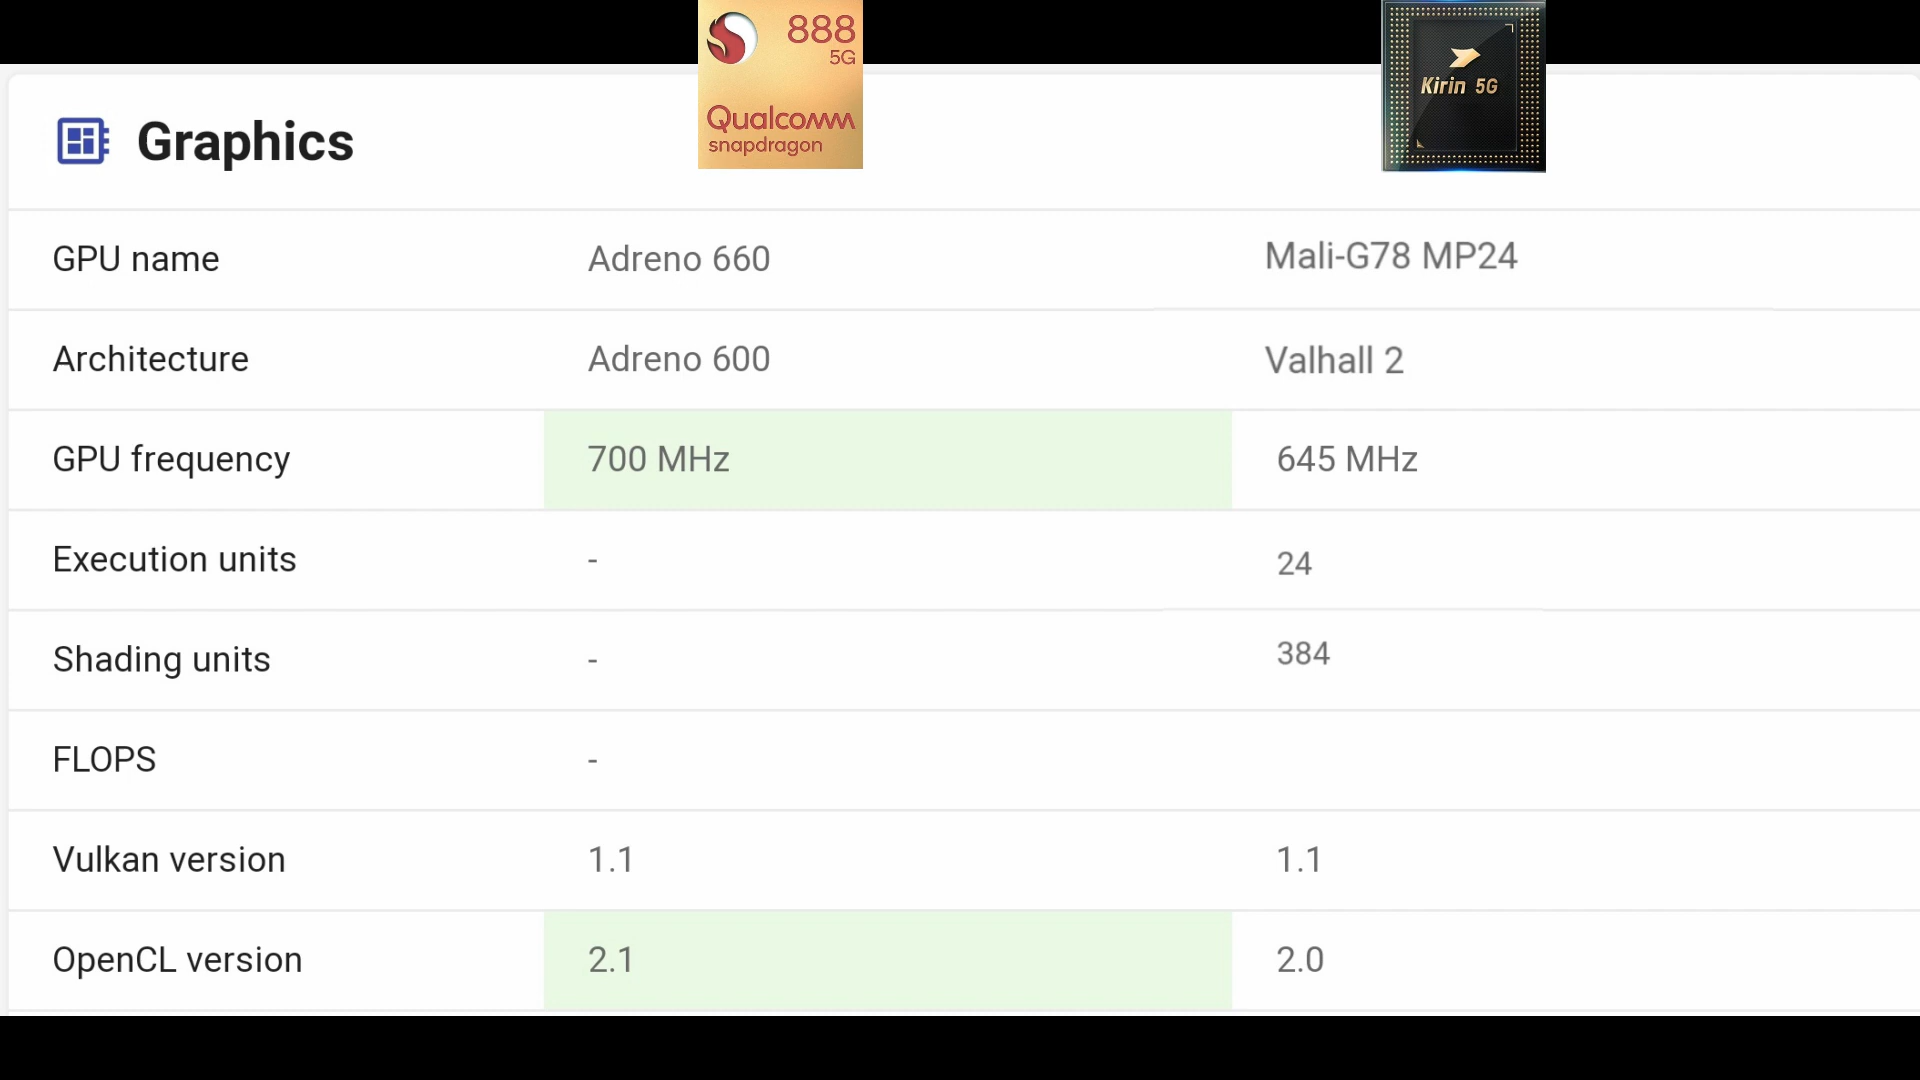 888
5G
Qualcomm
snapdragon
Kirin 5G
Graphics
GPU name Adreno 660 Mali-G78 MP24
Architecture Adreno 600 Valhall 2
GPU frequency 700 MHz 645 MHz
Execution units - 24
Shading units - 384
FLOPS -
Vulkan version 1.1 1.1
OpenCL version 2.1 2.0